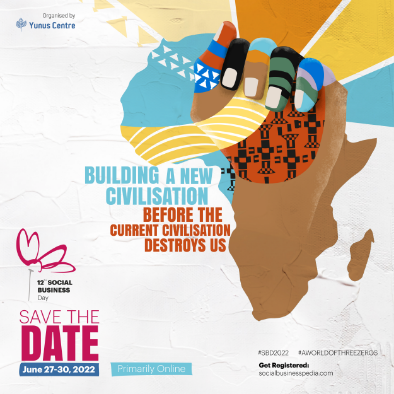 Organised by
Yunus Centre
BUILDING A NEW
CIVILISATION
BEFORE THE
CURRENT CIVILISATION
DESTROYS US
12th SOCIAL
BUSINESS
Day
SAVE THE
DATE
June 27-30, 2022
Primarily Online
#SBD2022 #AWORLDOFTHREEZEROS
Get Registered:
socialbusinesspedia.com